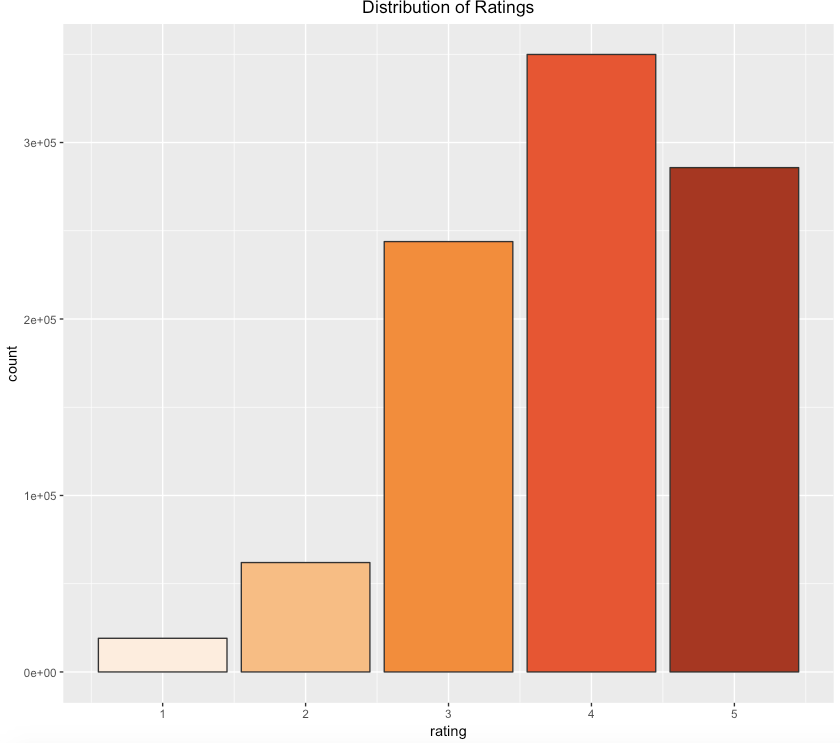 Distribution of Ratings
3e+05
2e+05
1e+05
0e+00
count
1 2 3 4 5
rating